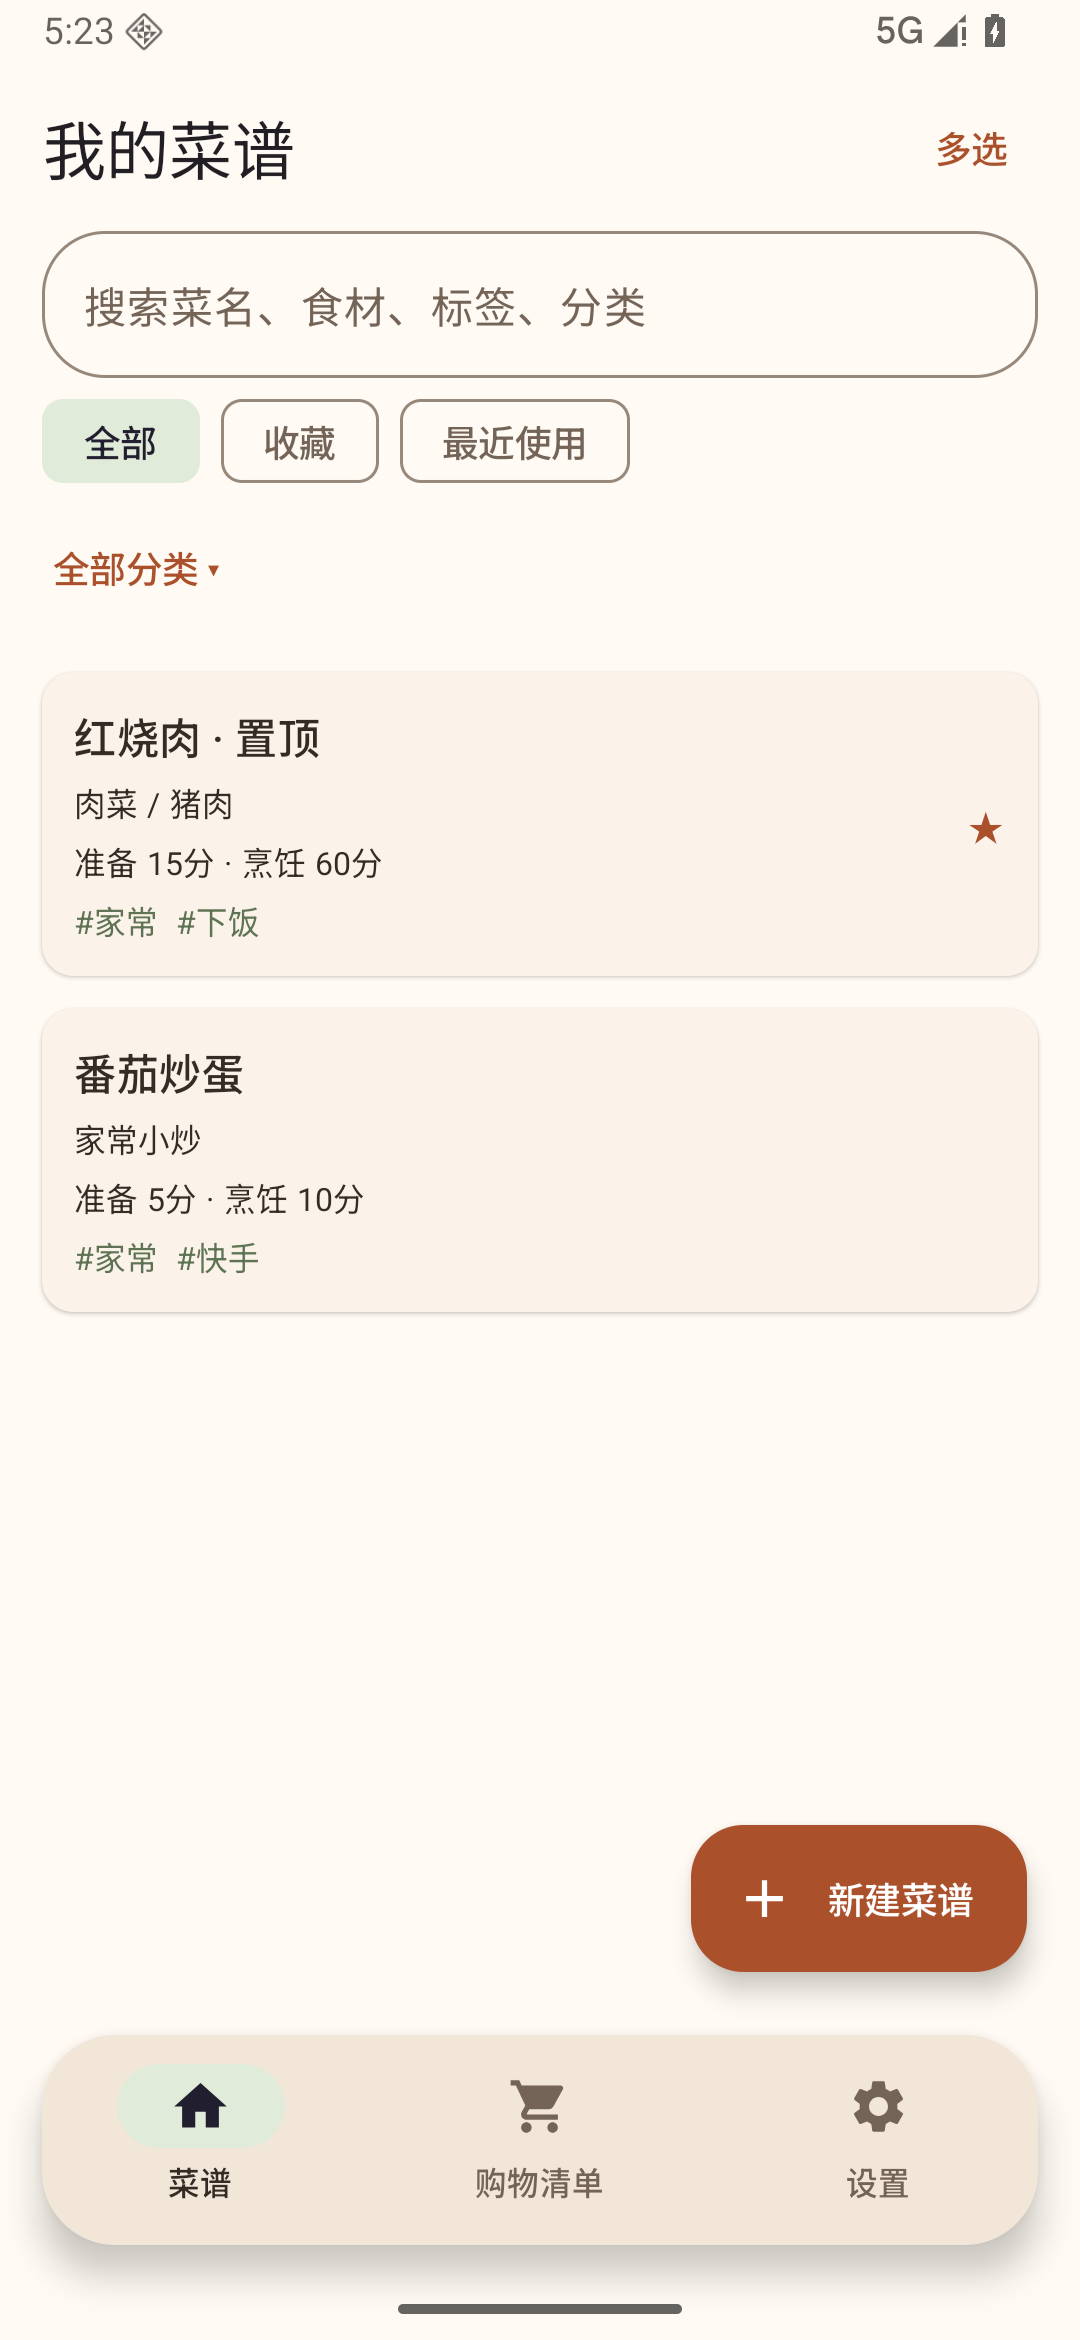 5:23 5G
我的菜谱
多选
搜索菜名、食材、标签、分类
全部
收藏
最近使用
全部分类 ▾
红烧肉 · 置顶
肉菜 / 猪肉
准备 15分 · 烹饪 60分
#家常 #下饭
★
番茄炒蛋
家常小炒
准备 5分 · 烹饪 10分
#家常 #快手
新建菜谱
菜谱
购物清单
设置